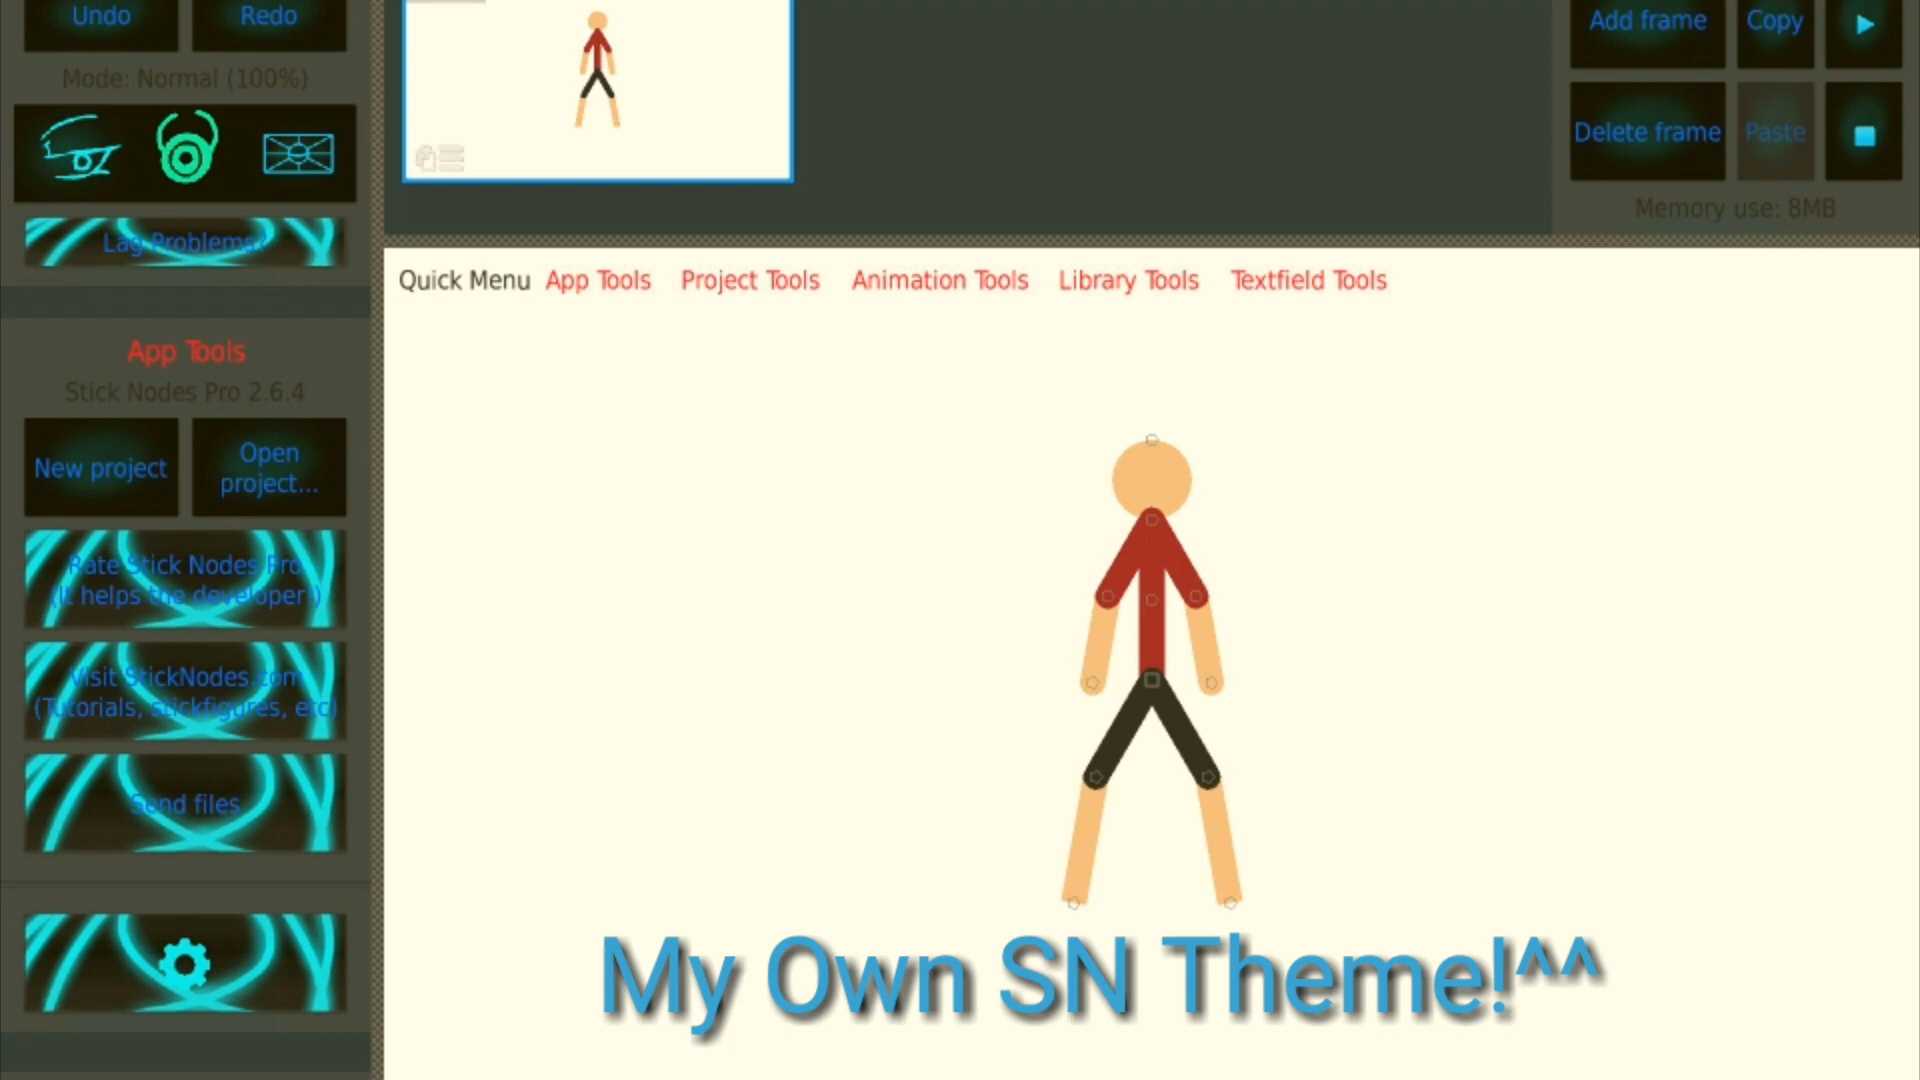 Undo Redo
Mode: Normal (100%)
Lag Problems?
App Tools
Stick Nodes Pro 2.6.4
New project
Open
project...
Rate Stick Nodes Pro
(It helps the developer!)
Visit StickNodes.com
(Tutorials, stickfigures, etc)
Send files
Add frame Copy
Delete frame Paste
Memory use: 8MB
Quick Menu App Tools Project Tools Animation Tools Library Tools Textfield Tools
My Own SN Theme!^^